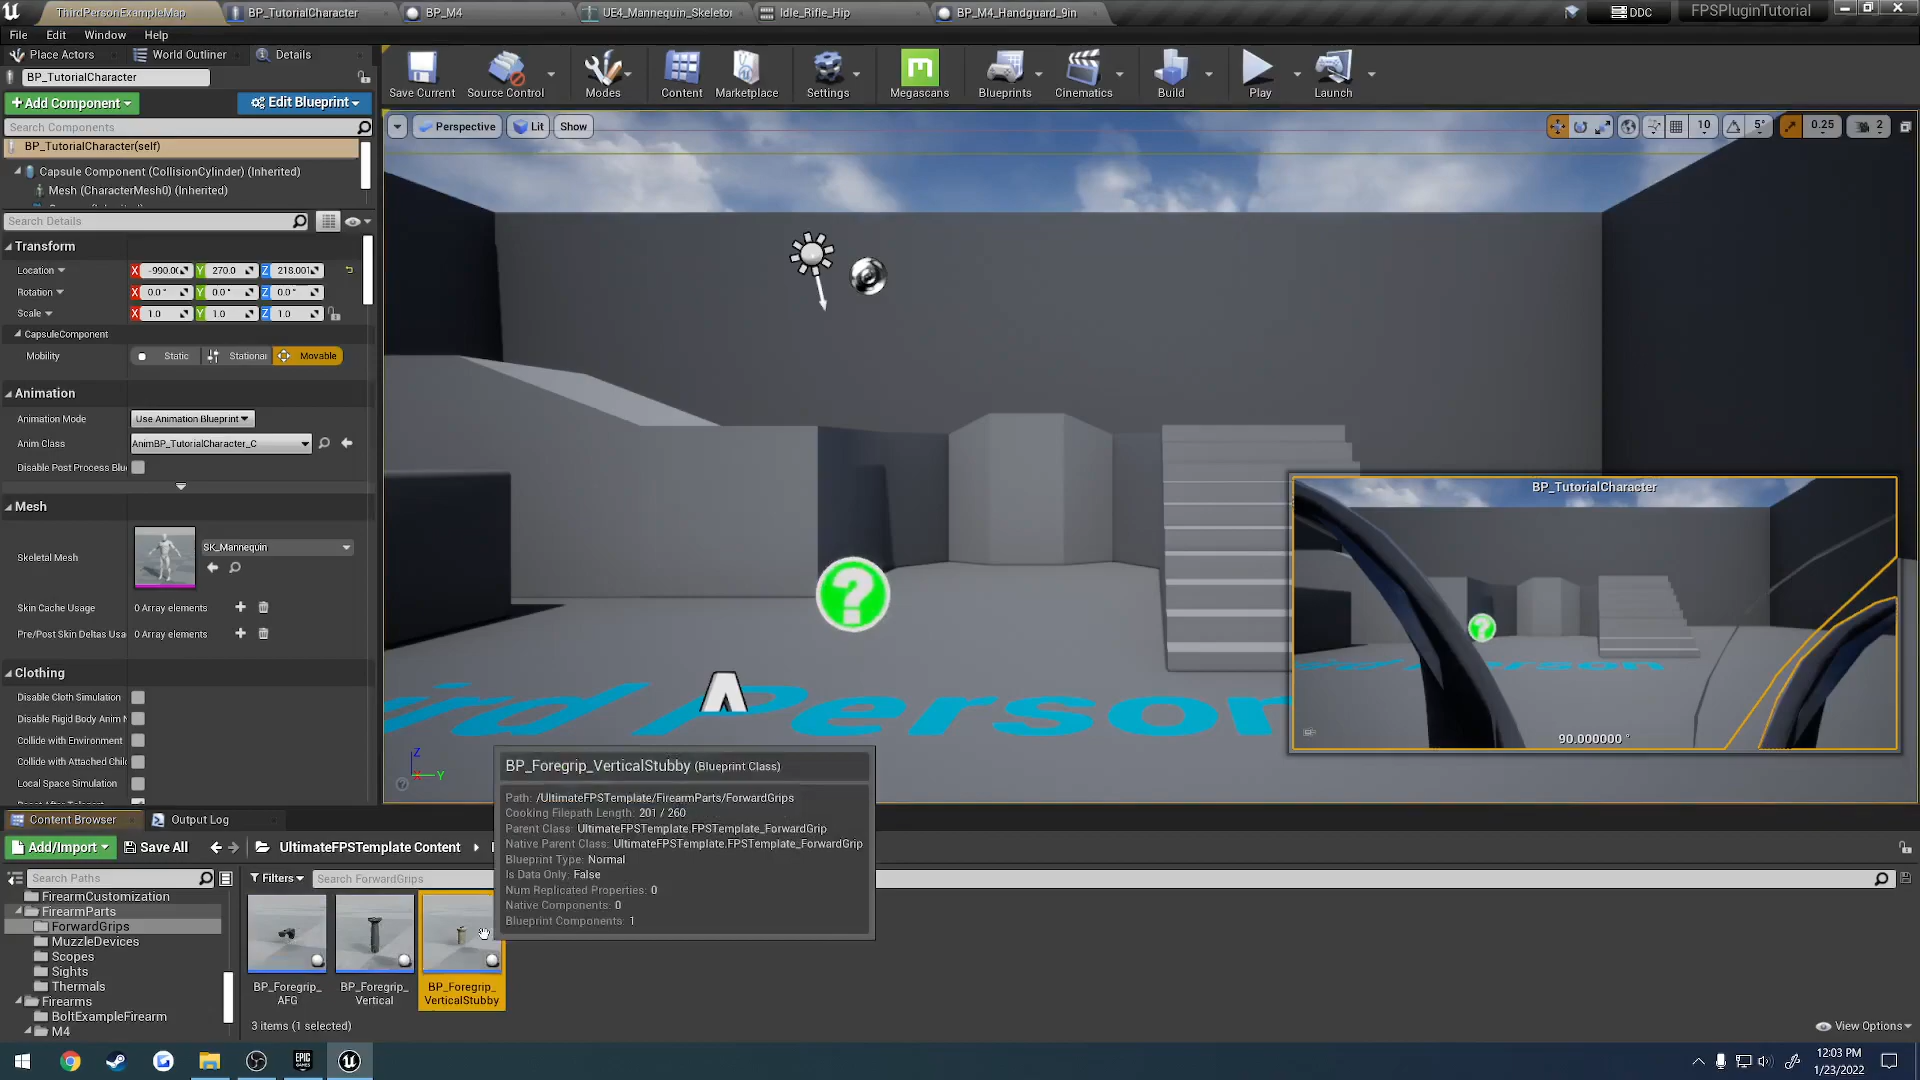 ThirdPersonExampleMap
BP_TutorialCharacter
BP_M4
UE4_Mannequin_Skeleto
Idle_Rifle_Hip
BP_M4_Handguard_9in
DDC
FPSPluginTutorial
File
Edit
Window
Help
Place Actors
World Outliner
Details
BP_TutorialCharacter
Add Component
Edit Blueprint
Search Components
BP_TutorialCharacter(self)
Capsule Component (CollisionCylinder) (Inherited)
Mesh (CharacterMesh0) (Inherited)
Search Details
Save Current
Source Control
Modes
Content
Marketplace
Settings
Megascans
Blueprints
Cinematics
Build
Play
Launch
Perspective
Lit
Show
10
5°
0.25
2
Transform
Location
X -990.0 Y 270.0 Z 218.001
Rotation
X 0.0° Y 0.0° Z 0.0°
Scale
X 1.0 Y 1.0 Z 1.0
CapsuleComponent
Mobility
Static
Stationar
Movable
Animation
Animation Mode
Use Animation Blueprint
Anim Class
AnimBP_TutorialCharacter_C
Disable Post Process Blu
Mesh
Skeletal Mesh
SK_Mannequin
Skin Cache Usage
0 Array elements
Pre/Post Skin Deltas Usa
0 Array elements
Clothing
Disable Cloth Simulation
Disable Rigid Body Anim N
Collide with Environment
Collide with Attached Chil
Local Space Simulation
ird Person
BP_TutorialCharacter
90.000000 °
Z
X
Y
BP_Foregrip_VerticalStubby (Blueprint Class)
Path: /UltimateFPSTemplate/FirearmParts/ForwardGrips
Cooking Filepath Length: 201 / 260
Parent Class: UltimateFPSTemplate.FPSTemplate_ForwardGrip
Native Parent Class: UltimateFPSTemplate.FPSTemplate_ForwardGrip
Blueprint Type: Normal
Is Data Only: False
Num Replicated Properties: 0
Native Components: 0
Blueprint Components: 1
Content Browser
Output Log
Add/Import
Save All
UltimateFPSTemplate Content
Search Paths
Filters
Search ForwardGrips
FirearmCustomization
FirearmParts
ForwardGrips
MuzzleDevices
Scopes
Sights
Thermals
Firearms
BoltExampleFirearm
M4
BP_Foregrip_
AFG
BP_Foregrip_
Vertical
BP_Foregrip_
VerticalStubby
3 items (1 selected)
View Options
EPIC
GAMES
12:03 PM
1/23/2022